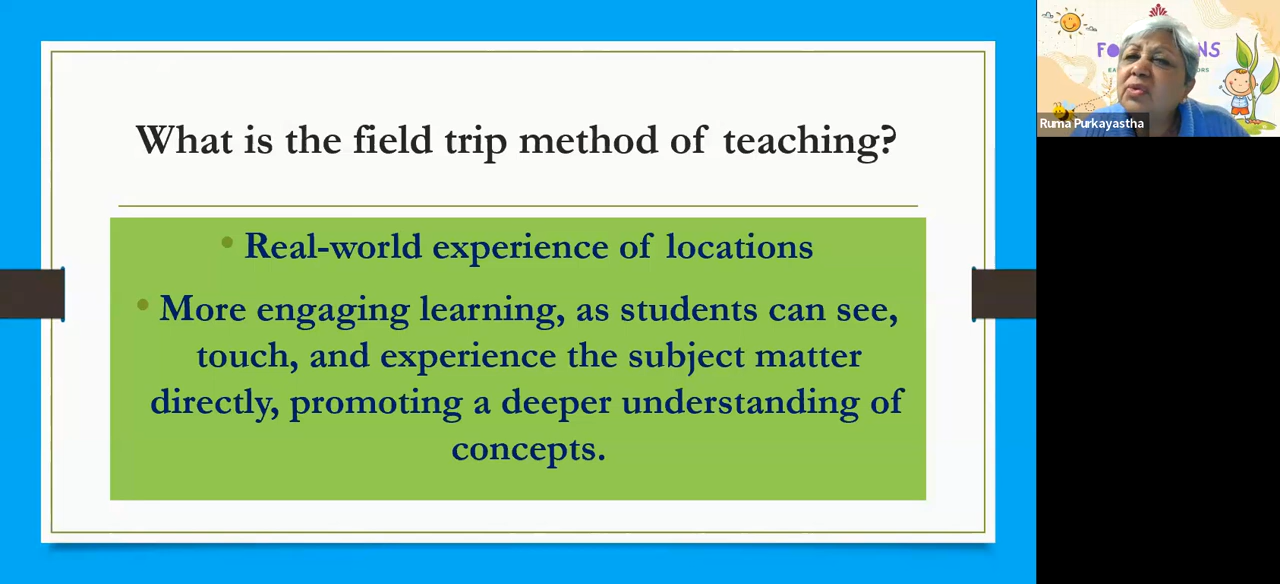 What is the field trip method of teaching?
• Real-world experience of locations
• More engaging learning, as students can see,
touch, and experience the subject matter
directly, promoting a deeper understanding of
concepts.
Ruma Purkayastha